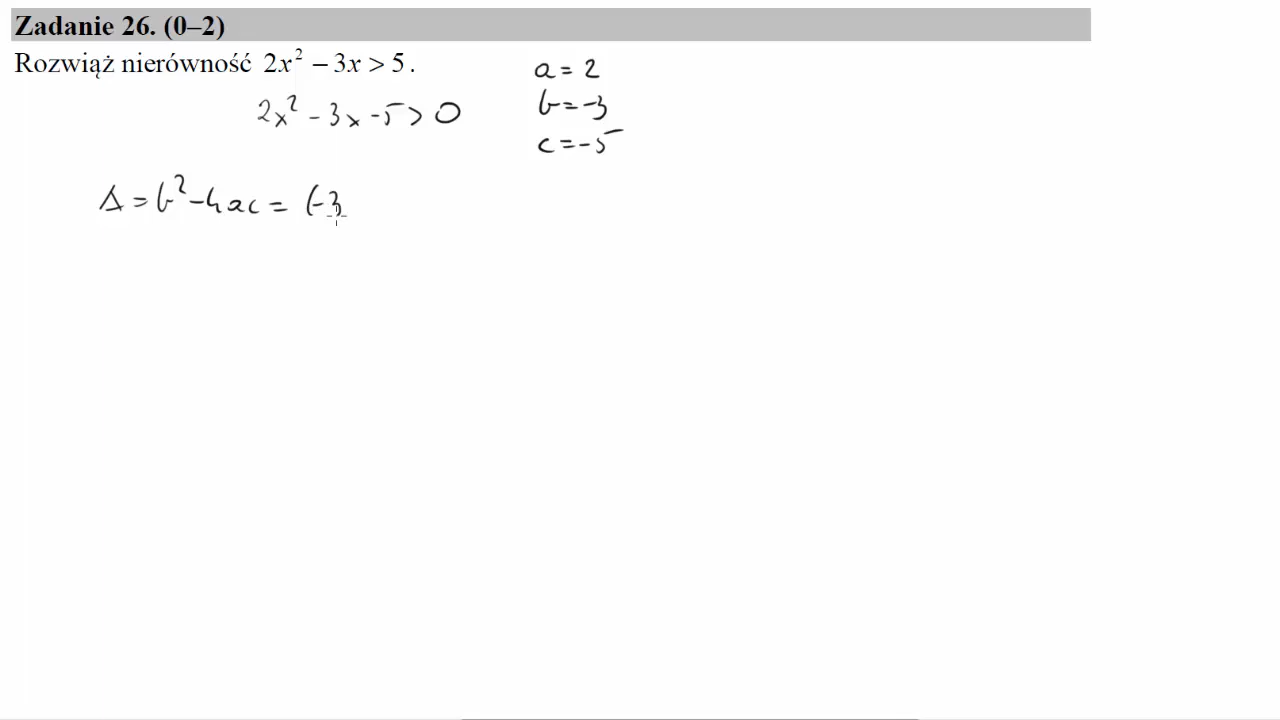 Zadanie 26. (0–2)
Rozwiąż nierówność 2x² − 3x > 5.
2x² - 3x - 5 > 0
a = 2
b = -3
c = -5
Δ = b² - 4ac = (-3